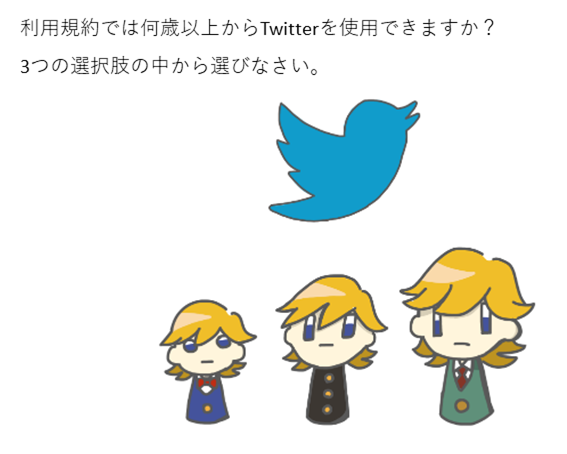 利用規約では何歳以上からTwitterを使用できますか？
3つの選択肢の中から選びなさい。